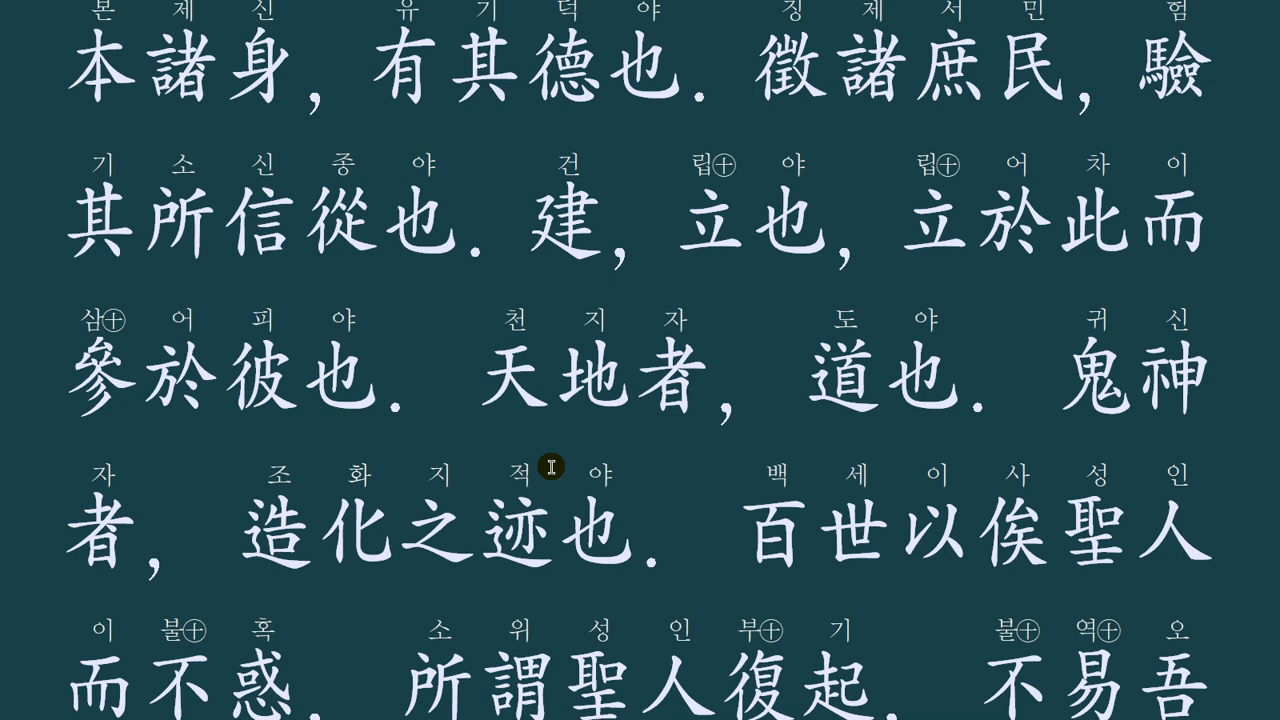 본 제 신 유 기 덕 야 징 제 서 민 험
本諸身, 有其德也. 徵諸庶民, 驗
기 소 신 종 야 건 립㊉ 야 립㊉ 어 차 이
其所信從也. 建, 立也, 立於此而
삼㊉ 어 피 야 천 지 자 도 야 귀 신
參於彼也. 天地者, 道也. 鬼神
자 조 화 지 적 야 백 세 이 사 성 인
者, 造化之迹也. 百世以俟聖人
이 불㊉ 혹 소 위 성 인 부㊉ 기 불㊉ 역㊉ 오
而不惑. 所謂聖人復起. 不易吾